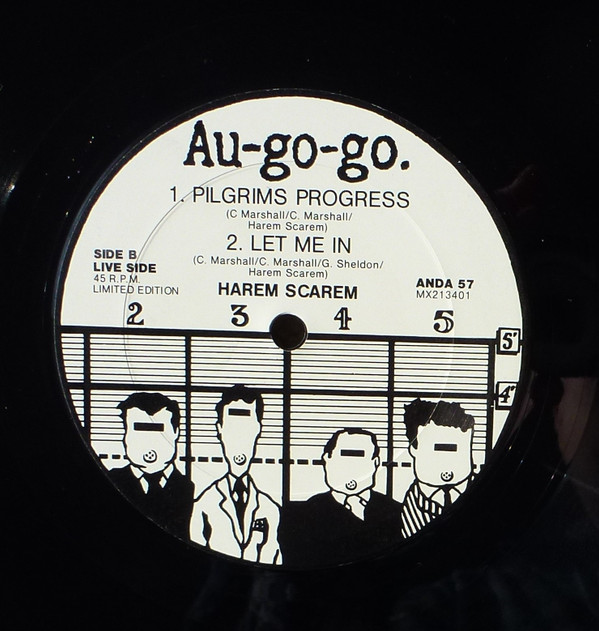 Au-go-go.
1. PILGRIMS PROGRESS
(C Marshall/C. Marshall/
Harem Scarem)
2. LET ME IN
(C. Marshall/C. Marshall/G. Sheldon/
Harem Scarem)
HAREM SCAREM
SIDE B
LIVE SIDE
45 R.P.M.
LIMITED EDITION
ANDA 57
MX213401
2 3 4 5
5'
4'